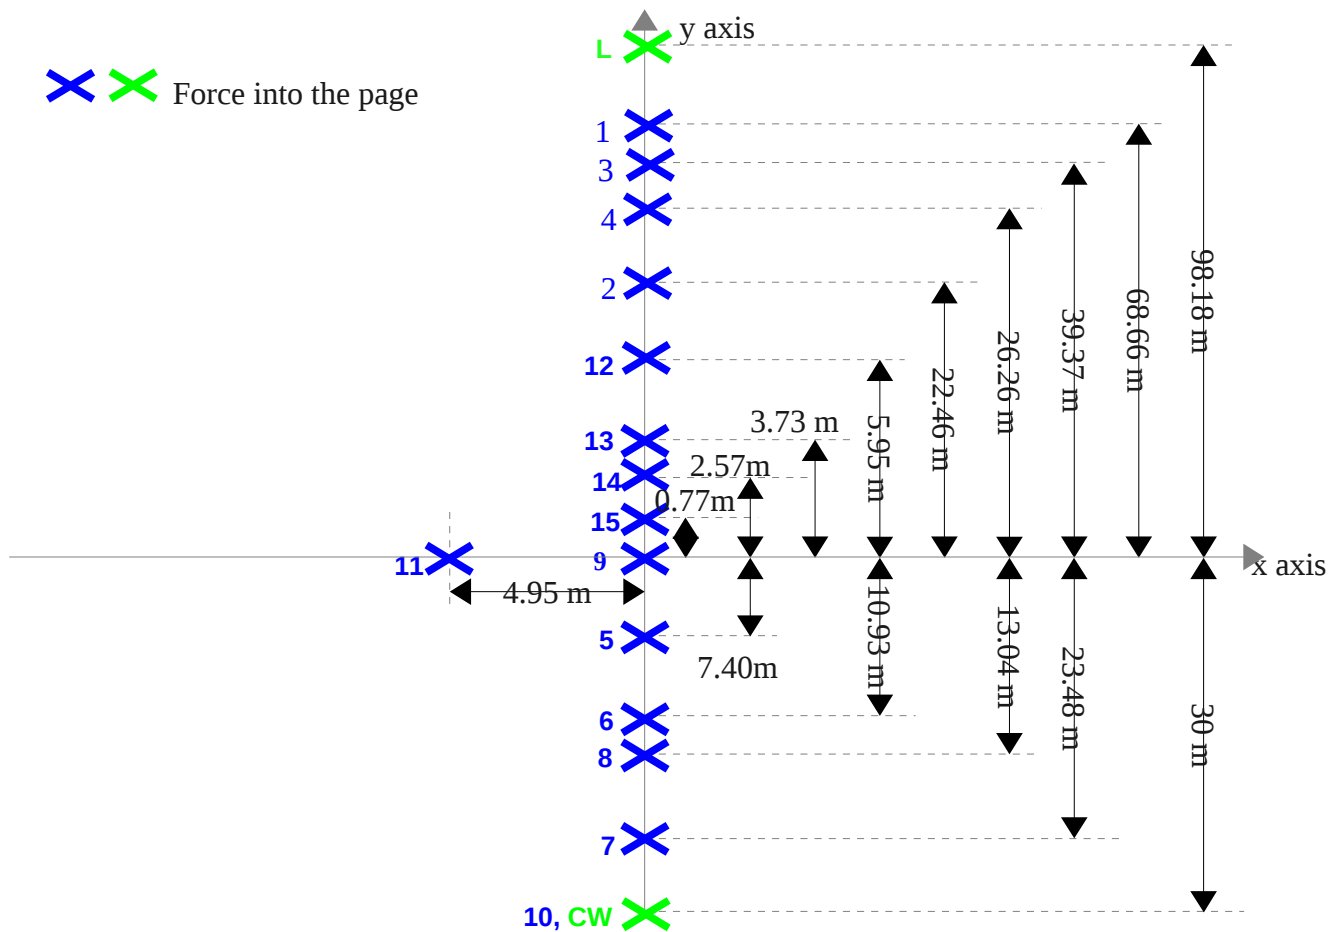 y axis
L
Force into the page
1
3
4
2
98.18 m
68.66 m
39.37 m
26.26 m
22.46 m
12
5.95 m
3.73 m
13
2.57m
14
0.77m
15
9
11
x axis
4.95 m
5
7.40m
10.93 m
13.04 m
23.48 m
30 m
6
8
7
10, CW